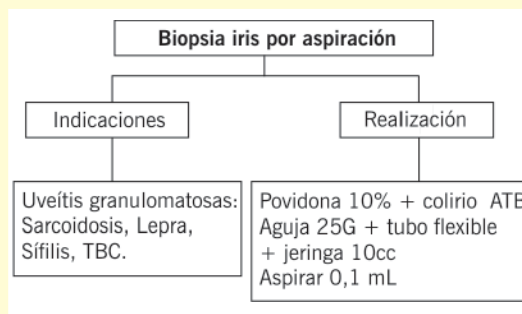 Biopsia iris por aspiración
Indicaciones
Realización
Uveítis granulomatosas:
Sarcoidosis, Lepra,
Sífilis, TBC.
Povidona 10% + colirio ATB
Aguja 25G + tubo flexible
+ jeringa 10cc
Aspirar 0,1 mL